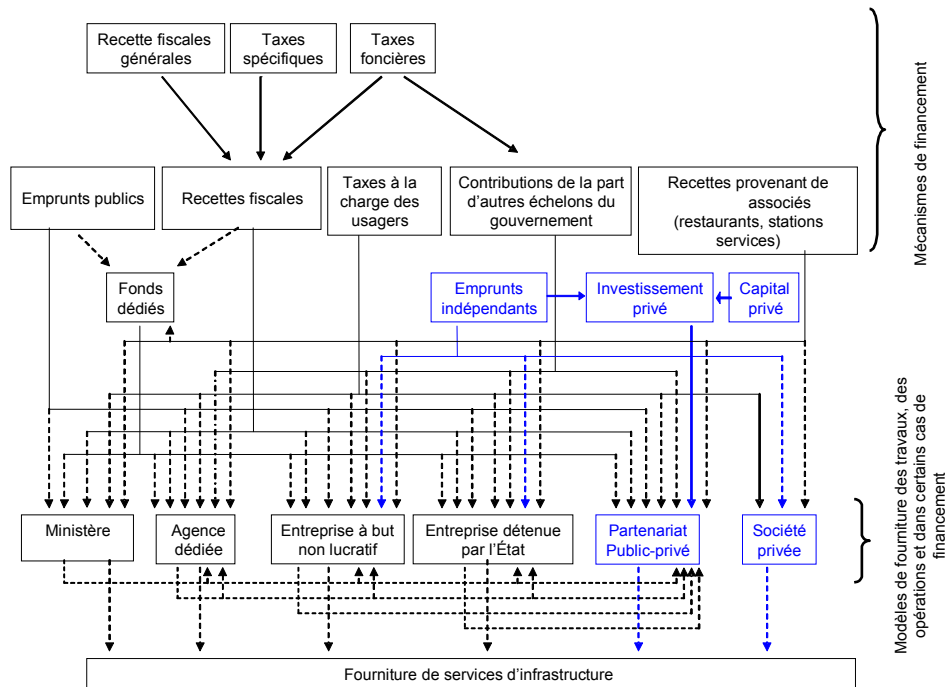 Recette fiscales
générales
Taxes
spécifiques
Taxes
foncières
Emprunts publics
Recettes fiscales
Taxes à la
charge des
usagers
Contributions de la part
d'autres échelons du
gouvernement
Recettes provenant de
associés
(restaurants, stations
services)
Mécanismes de financement
Fonds
dédiés
Emprunts
indépendants
Investissement
privé
Capital
privé
Ministère
Agence
dédiée
Entreprise à but
non lucratif
Entreprise détenue
par l'État
Partenariat
Public-privé
Société
privée
Modèles de fourniture des travaux, des
opérations et dans certains cas de
financement
Fourniture de services d'infrastructure